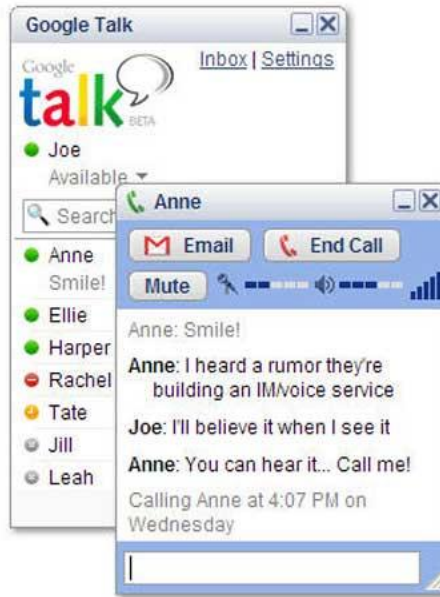 Google Talk
Inbox | Settings
Google
talk
BETA
Joe
Available
Search
Anne
Smile!
Ellie
Harper
Rachel
Tate
Jill
Leah
Anne
Email
End Call
Mute
Anne: Smile!
Anne: I heard a rumor they're
building an IM/voice service
Joe: I'll believe it when I see it
Anne: You can hear it... Call me!
Calling Anne at 4:07 PM on
Wednesday